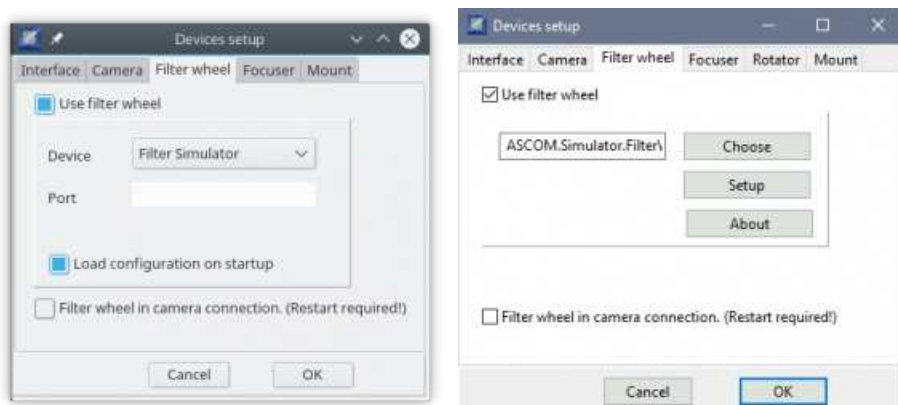 Devices setup
Interface Camera Filter wheel Focuser Mount
Use filter wheel
Device Filter Simulator
Port
Load configuration on startup
Filter wheel in camera connection. (Restart required!)
Cancel OK
Devices setup
Interface Camera Filter wheel Focuser Rotator Mount
Use filter wheel
ASCOM.Simulator.Filter\ Choose
Setup
About
Filter wheel in camera connection. (Restart required!)
Cancel OK